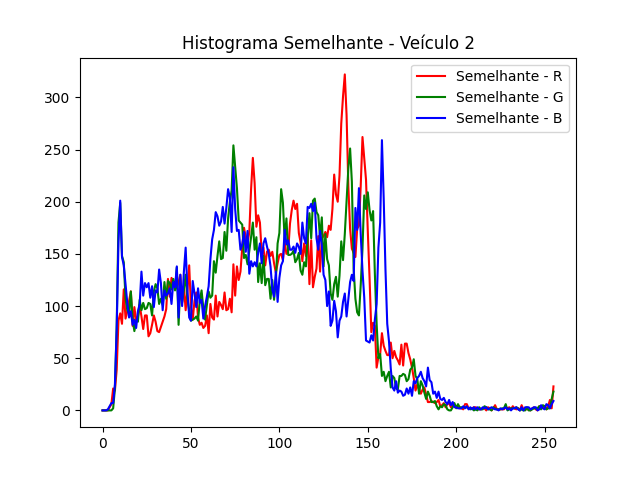 Histograma Semelhante - Veículo 2
Semelhante - R
Semelhante - G
Semelhante - B
300
250
200
150
100
50
0
0 50 100 150 200 250